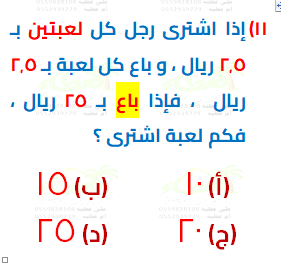 ١١) إذا اشترى رجل كل لعبتين بـ
٢,٥ ريال ، و باع كل لعبة بـ ٢,٥
ريال ، فإذا باع بـ ٢٥ ريال ،
فكم لعبة اشترى ؟
(أ) ١٠ (ب) ١٥
(ج) ٢٠ (د) ٢٥